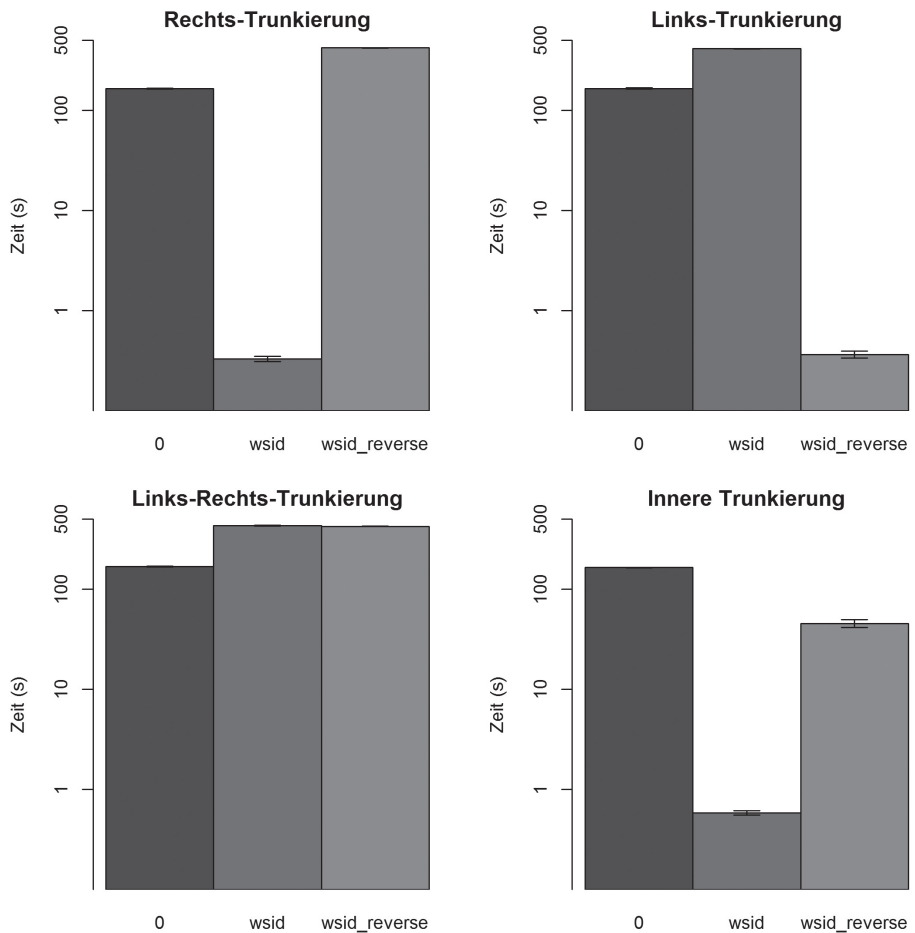 Rechts-Trunkierung
500
100
10
1
Zeit (s)
0 wsid wsid_reverse
Links-Trunkierung
500
100
10
1
Zeit (s)
0 wsid wsid_reverse
Links-Rechts-Trunkierung
500
100
10
1
Zeit (s)
0 wsid wsid_reverse
Innere Trunkierung
500
100
10
1
Zeit (s)
0 wsid wsid_reverse